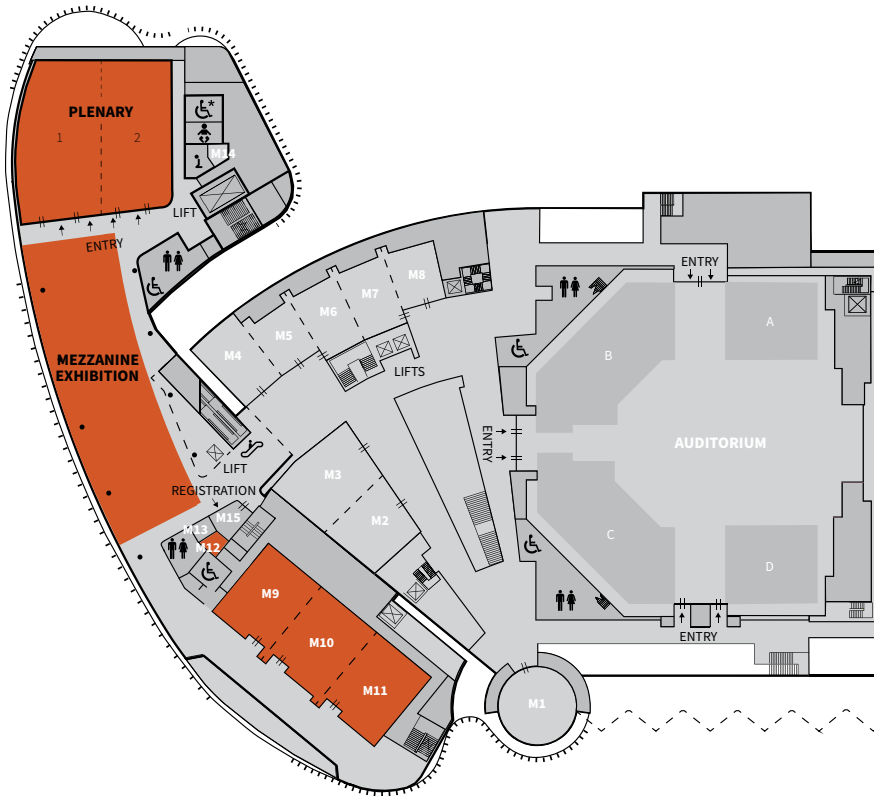 PLENARY
1
2
*
M14
LIFT
ENTRY
ENTRY
M8
M7
M6
M5
M4
A
B
MEZZANINE
EXHIBITION
LIFTS
ENTRY
AUDITORIUM
M3
LIFT
REGISTRATION
M15
M13
M12
M2
C
D
M9
M10
M11
ENTRY
M1